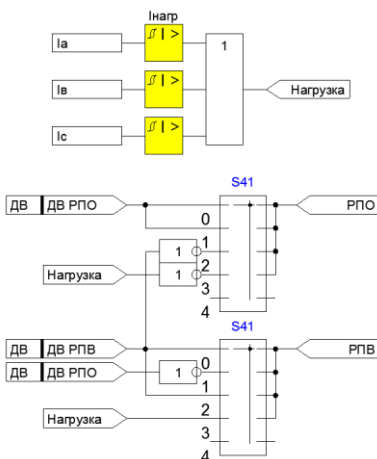 Iнагр
Ia
I >
1
Iв
I >
Нагрузка
Ic
I >
S41
ДВ ДВ РПО
РПО
0
1
1
Нагрузка
1
2
3
4
S41
ДВ ДВ РПВ
РПВ
ДВ ДВ РПО
1
0
1
Нагрузка
2
3
4